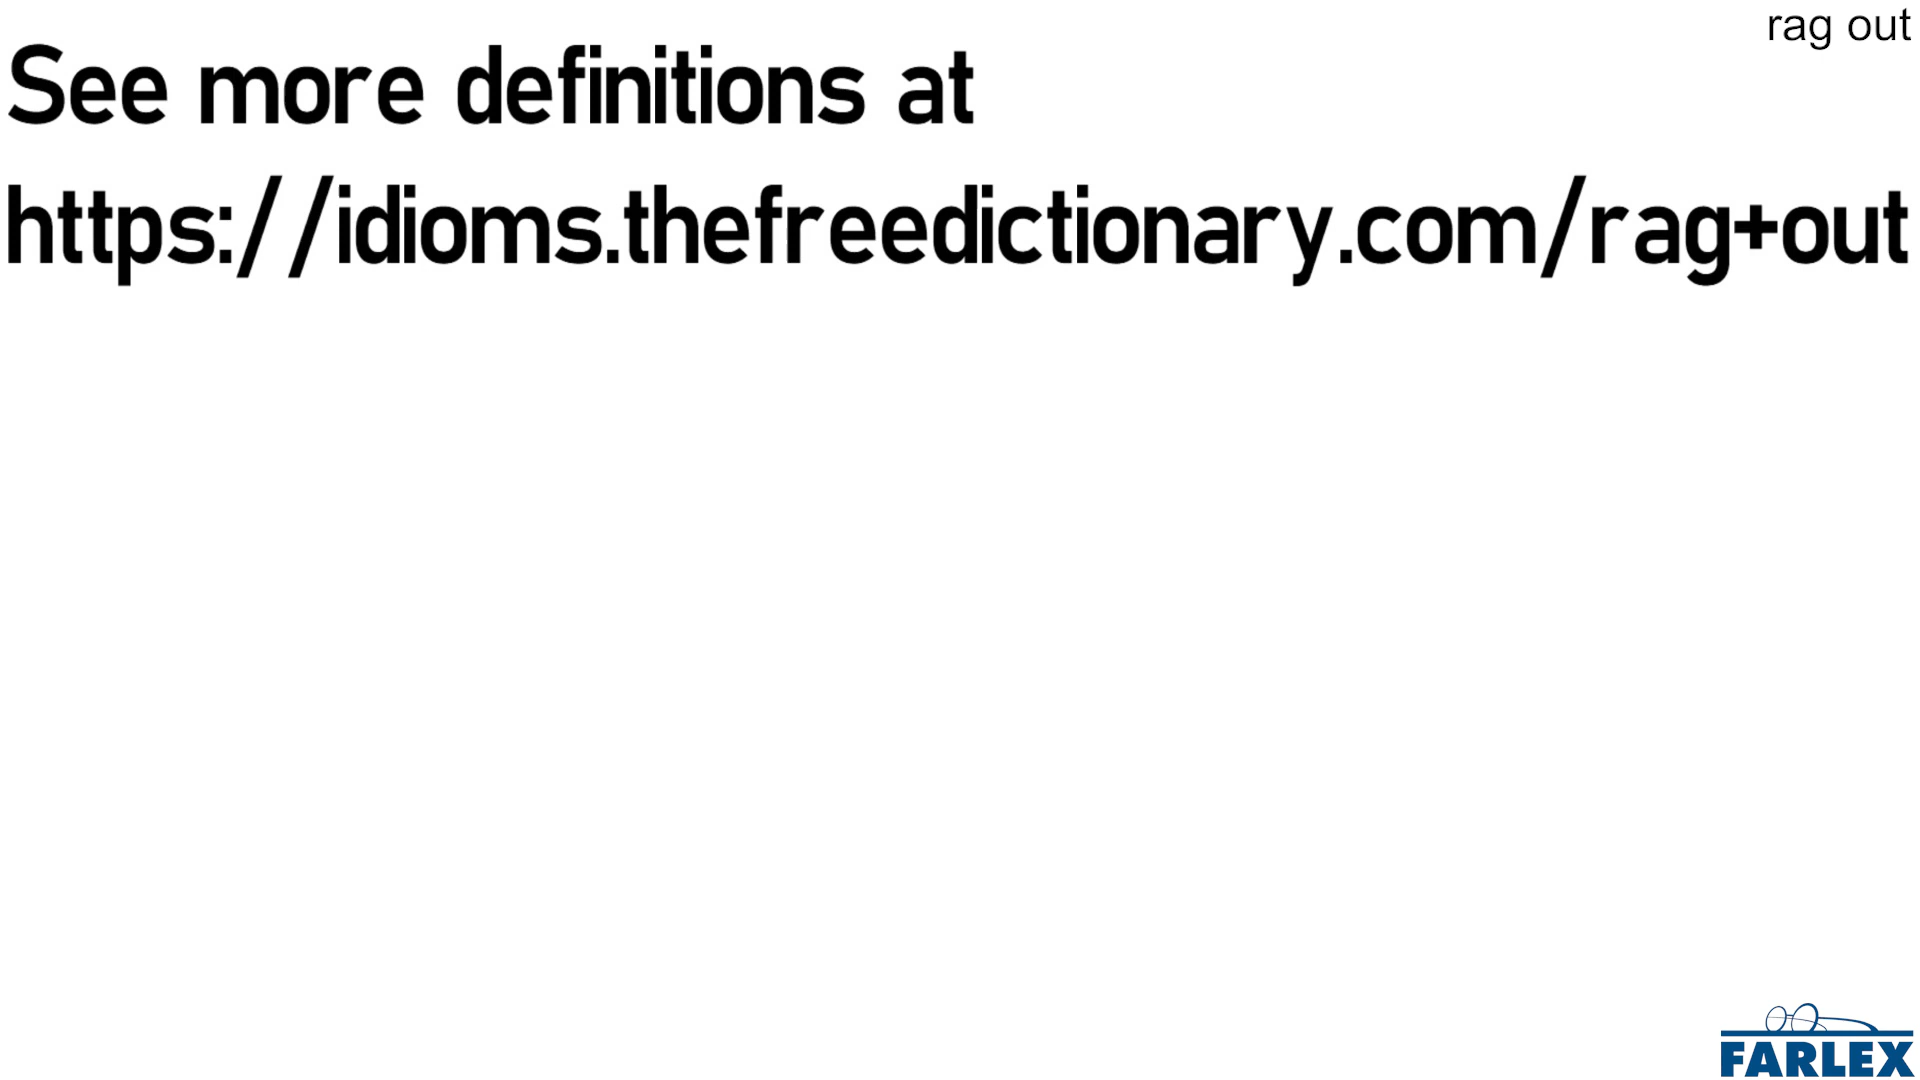 rag out
See more definitions at
https://idioms.thefreedictionary.com/rag+out
FARLEX